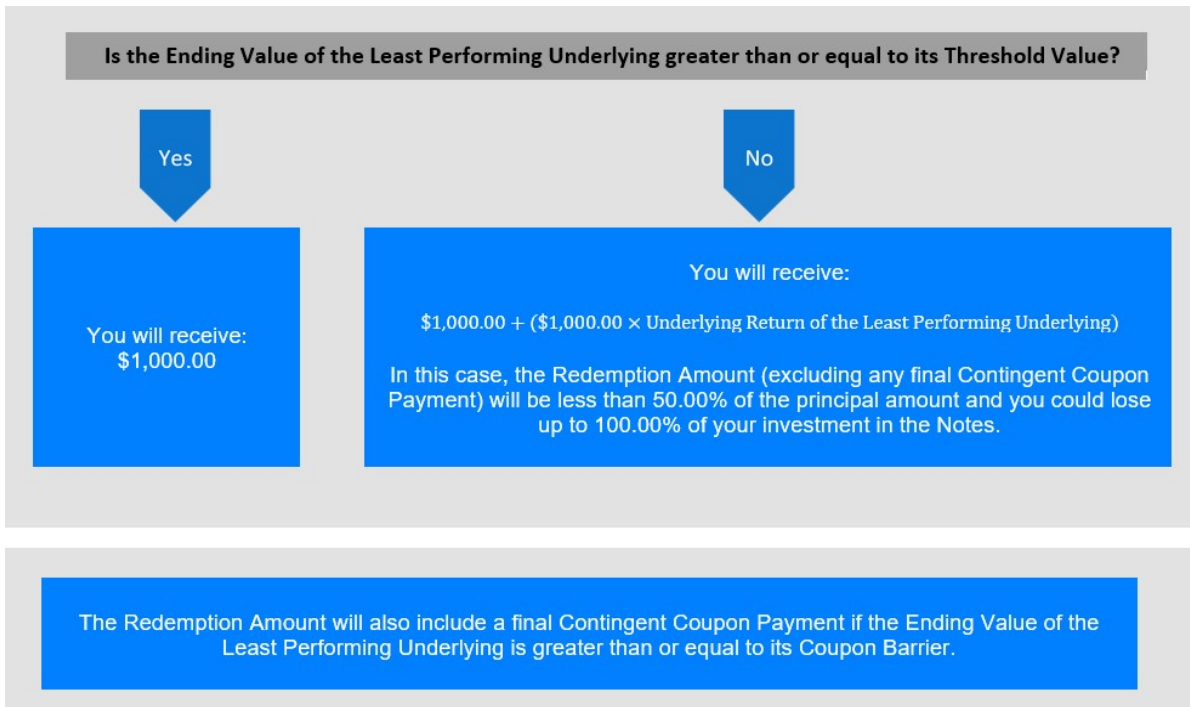 Is the Ending Value of the Least Performing Underlying greater than or equal to its Threshold Value?
Yes
No
You will receive:
$1,000.00
You will receive:
$1,000.00 + ($1,000.00 × Underlying Return of the Least Performing Underlying)
In this case, the Redemption Amount (excluding any final Contingent Coupon
Payment) will be less than 50.00% of the principal amount and you could lose
up to 100.00% of your investment in the Notes.
The Redemption Amount will also include a final Contingent Coupon Payment if the Ending Value of the
Least Performing Underlying is greater than or equal to its Coupon Barrier.